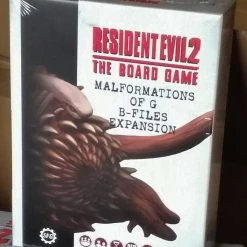 RESIDENT EVIL 2
THE BOARD GAME
MALFORMATIONS
OF G
B-FILES
EXPANSION